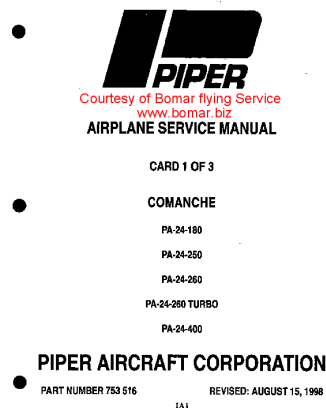 PIPER
Courtesy of Bomar flying Service
www.bomar.biz
AIRPLANE SERVICE MANUAL
CARD 1 OF 3
COMANCHE
PA-24-180
PA-24-250
PA-24-260
PA-24-260 TURBO
PA-24-400
PIPER AIRCRAFT CORPORATION
PART NUMBER 753 516 REVISED: AUGUST 15, 1998
1A1